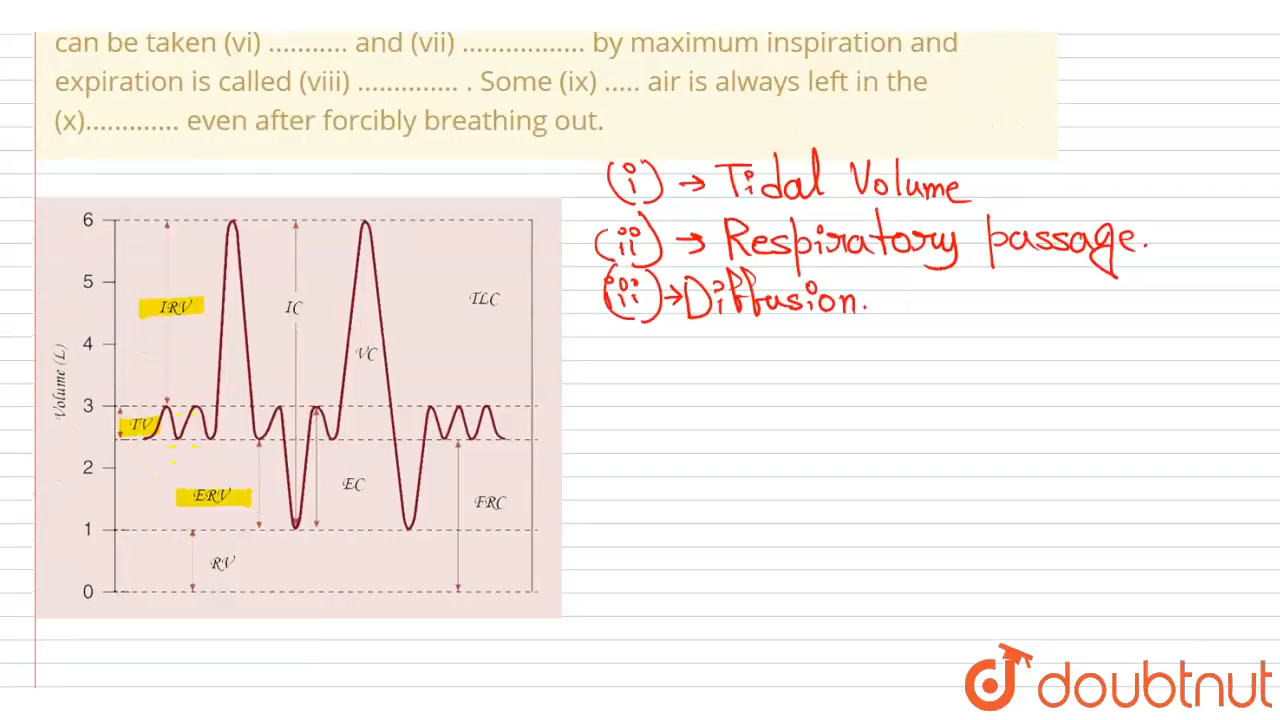 can be taken (vi) ........... and (vii) ................. by maximum inspiration and
expiration is called (viii) .............. . Some (ix) ..... air is always left in the
(x)............. even after forcibly breathing out.
(i) → Tidal Volume
(ii) → Respiratory passage.
(iii) → Diffusion.
6
5
4
3
2
1
0
Volume (L)
IRV
IC
TLC
VC
TV
ERV
EC
FRC
RV
doubtnut